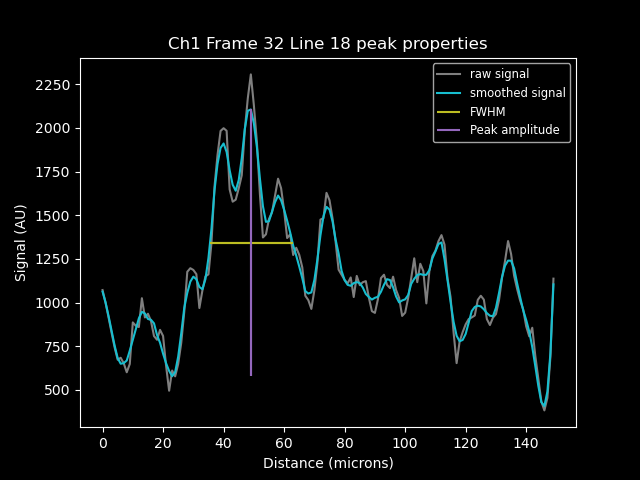 Ch1 Frame 32 Line 18 peak properties
raw signal
smoothed signal
FWHM
Peak amplitude
Signal (AU)
2250
2000
1750
1500
1250
1000
750
500
0 20 40 60 80 100 120 140
Distance (microns)